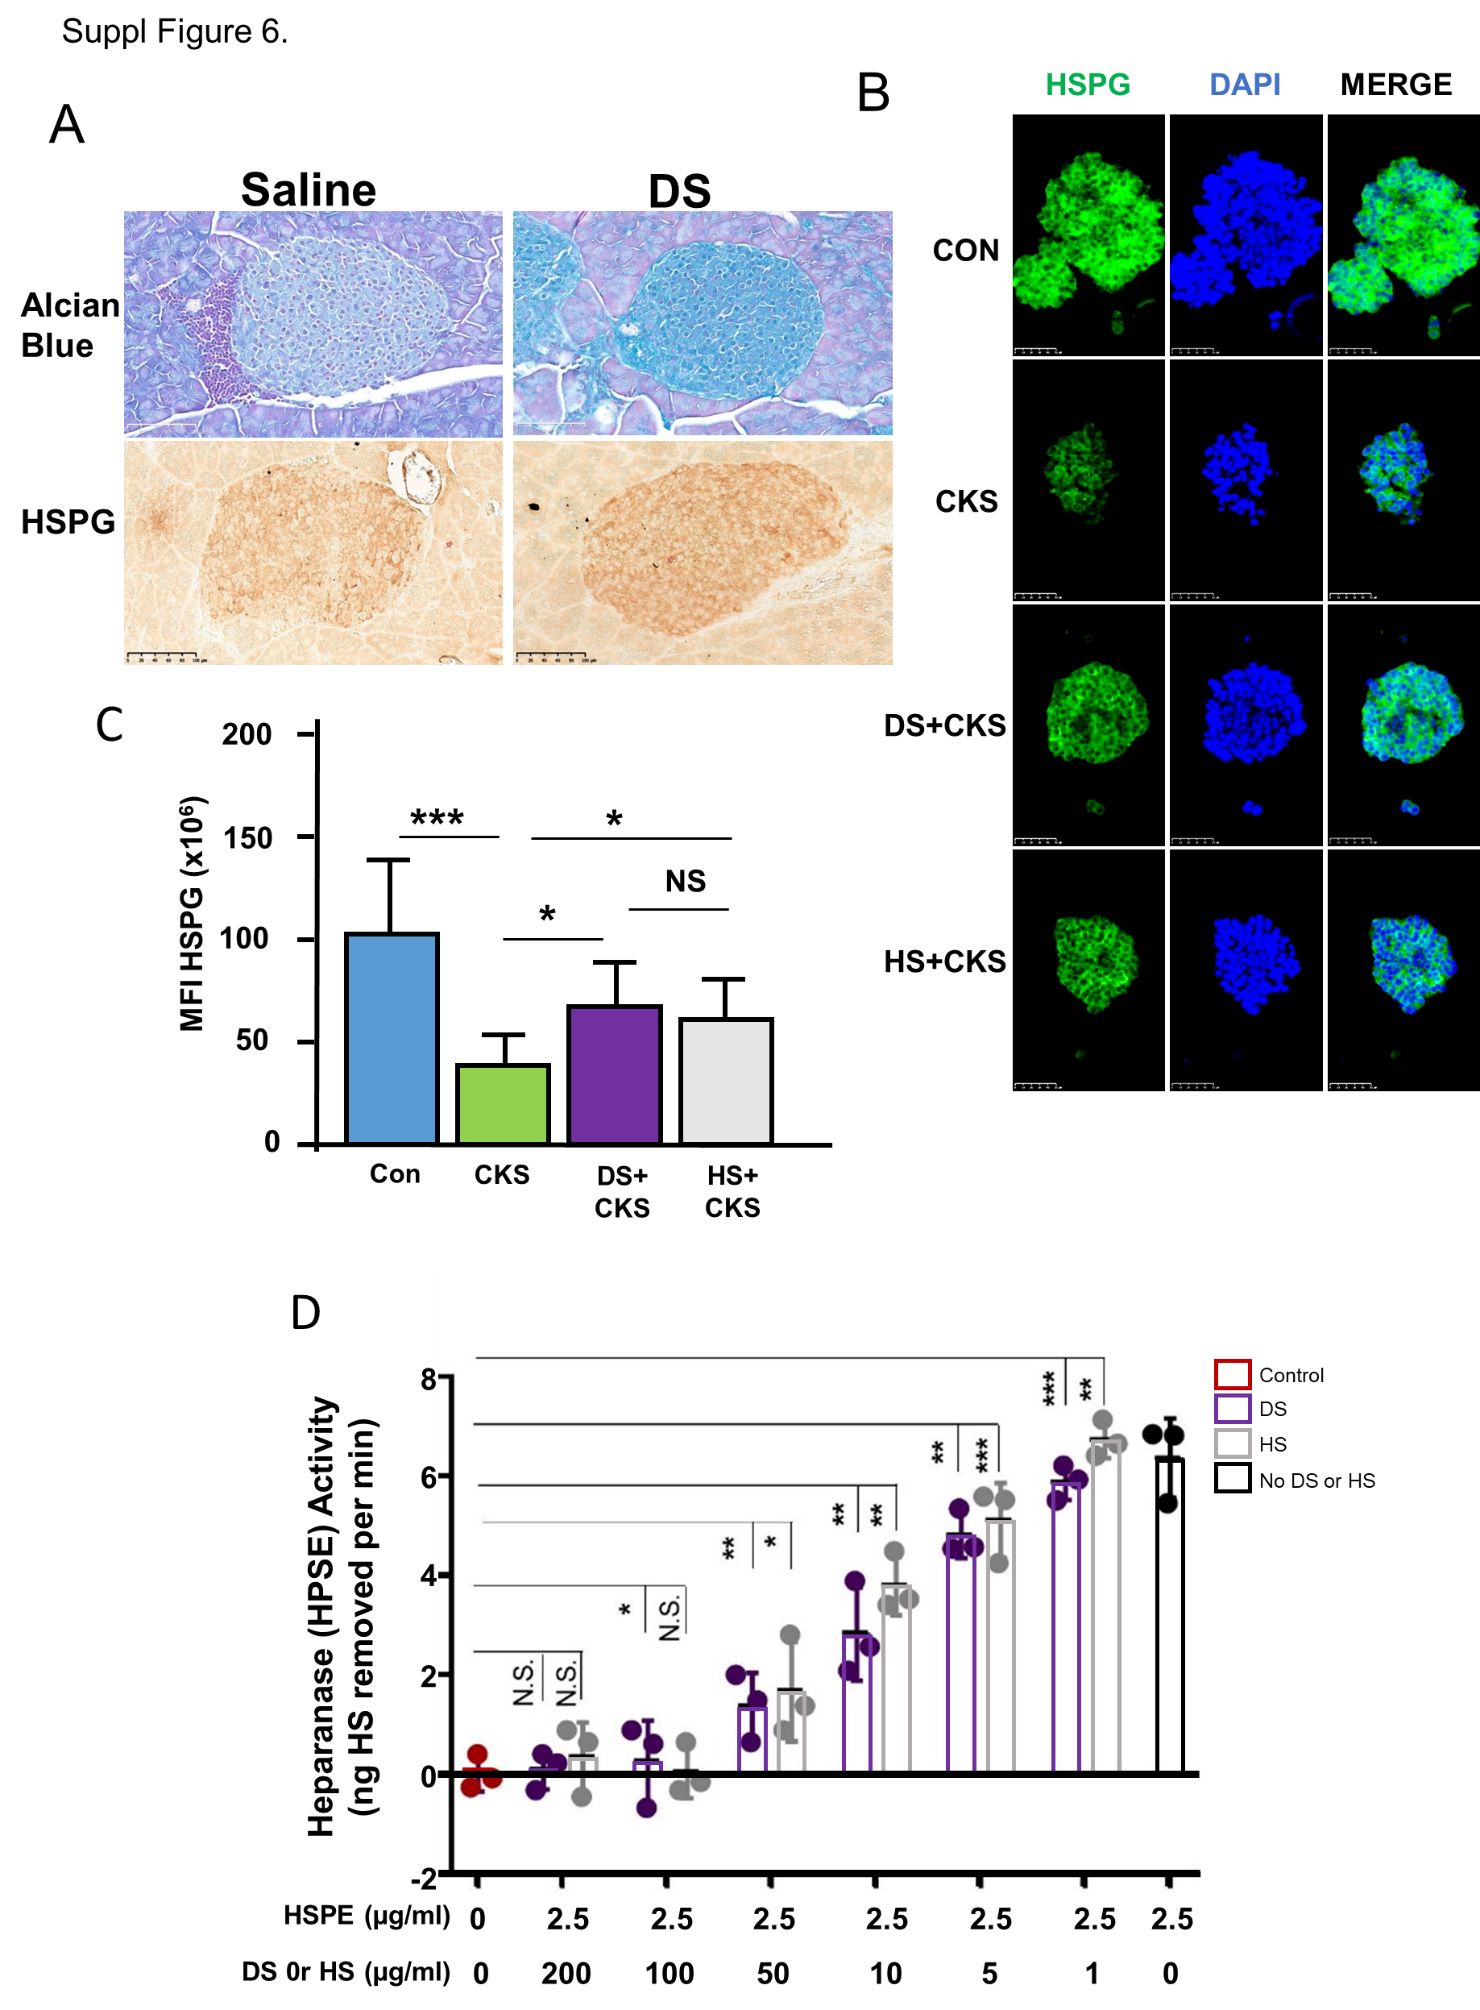 Suppl Figure 6.
A
Saline
DS
Alcian
Blue
HSPG
B
HSPG
DAPI
MERGE
CON
CKS
DS+CKS
HS+CKS
C
MFI HSPG (x10⁶)
200
150
100
50
0
***
*
*
NS
Con
CKS
DS+
CKS
HS+
CKS
D
Heparanase (HPSE) Activity
(ng HS removed per min)
8
6
4
2
0
-2
N.S.
N.S.
*
N.S.
**
*
**
**
**
***
***
**
Control
DS
HS
No DS or HS
HSPE (µg/ml) 0 2.5 2.5 2.5 2.5 2.5 2.5 2.5
DS 0r HS (µg/ml) 0 200 100 50 10 5 1 0